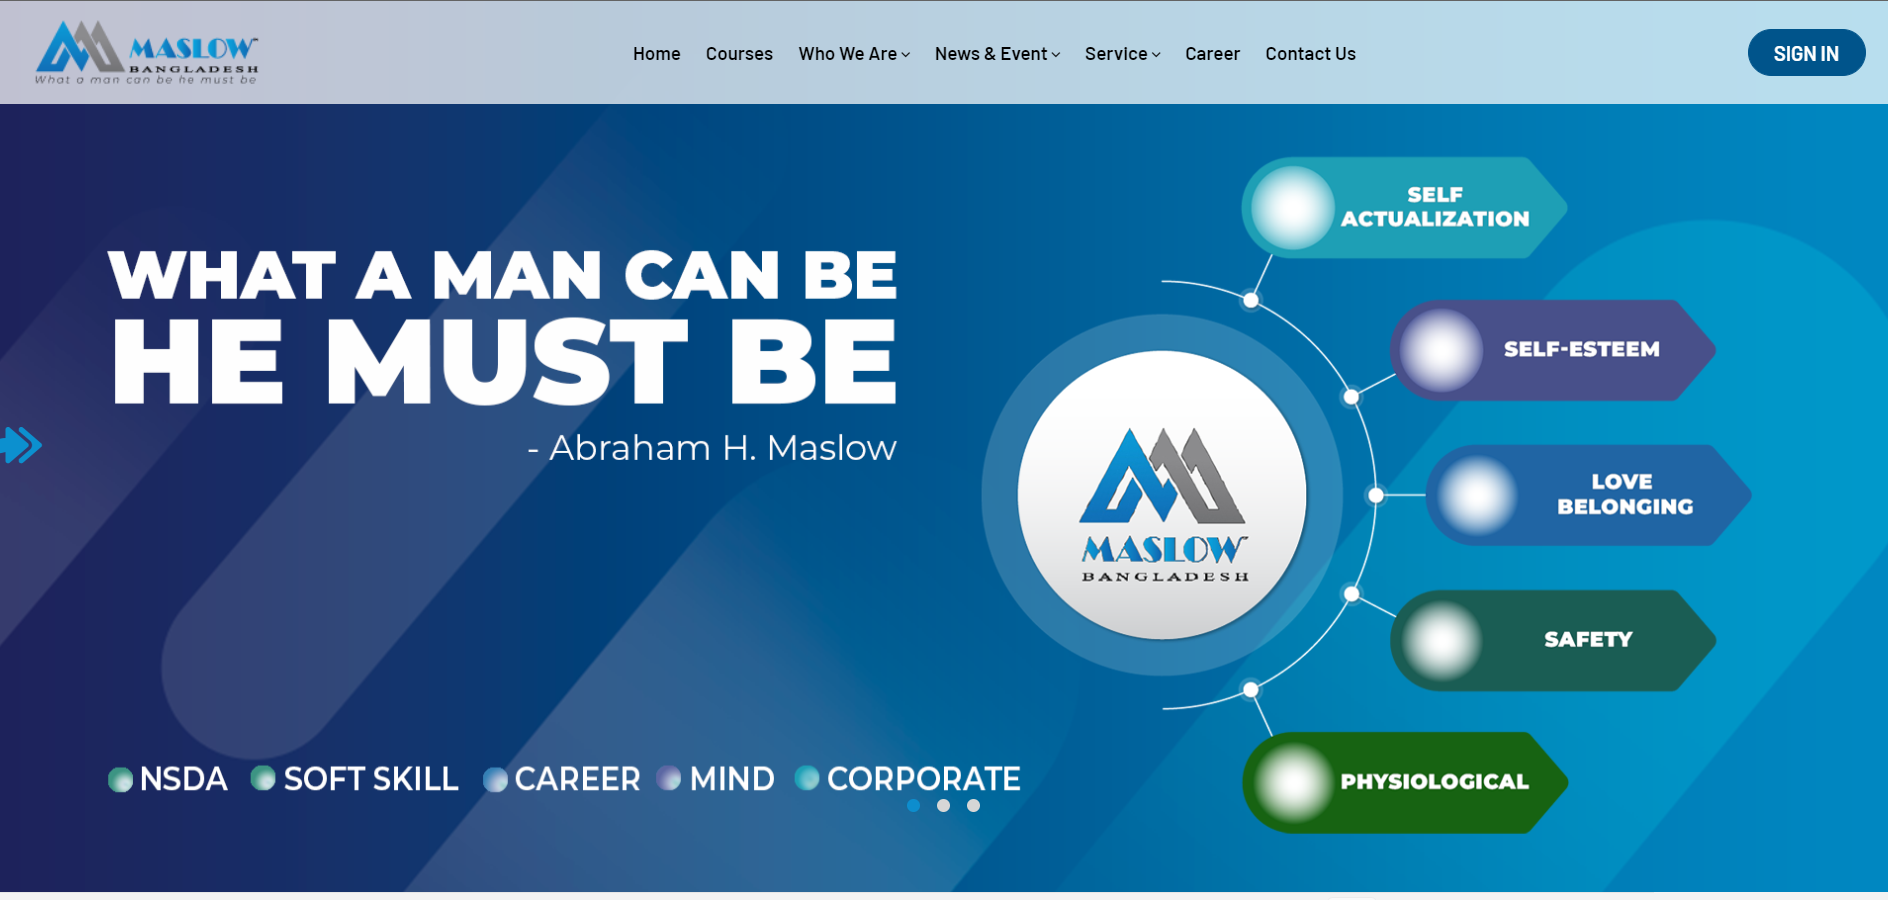 MASLOW
BANGLADESH
What a man can be he must be
Home Courses Who We Are News & Event Service Career Contact Us
SIGN IN
WHAT A MAN CAN BE
HE MUST BE
- Abraham H. Maslow
SELF
ACTUALIZATION
SELF-ESTEEM
LOVE
BELONGING
SAFETY
PHYSIOLOGICAL
MASLOW
BANGLADESH
NSDA SOFT SKILL CAREER MIND CORPORATE